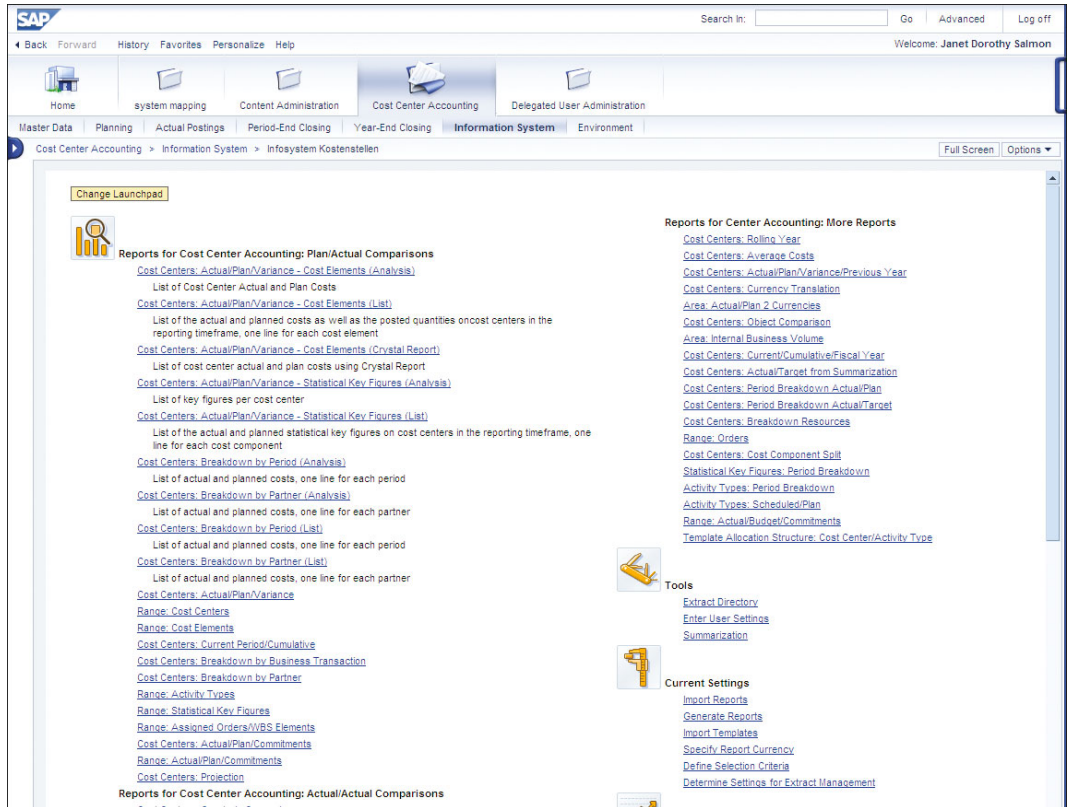 SAP
Search In:
Go
Advanced
Log off
Back
Forward
History
Favorites
Personalize
Help
Welcome: Janet Dorothy Salmon
Home
system mapping
Content Administration
Cost Center Accounting
Delegated User Administration
Master Data
Planning
Actual Postings
Period-End Closing
Year-End Closing
Information System
Environment
Cost Center Accounting > Information System > Infosystem Kostenstellen
Full Screen
Options
Change Launchpad
Reports for Cost Center Accounting: Plan/Actual Comparisons
Cost Centers: Actual/Plan/Variance - Cost Elements (Analysis)
List of Cost Center Actual and Plan Costs
Cost Centers: Actual/Plan/Variance - Cost Elements (List)
List of the actual and planned costs as well as the posted quantities oncost centers in the
reporting timeframe, one line for each cost element
Cost Centers: Actual/Plan/Variance - Cost Elements (Crystal Report)
List of cost center actual and plan costs using Crystal Report
Cost Centers: Actual/Plan/Variance - Statistical Key Figures (Analysis)
List of key figures per cost center
Cost Centers: Actual/Plan/Variance - Statistical Key Figures (List)
List of the actual and planned statistical key figures on cost centers in the reporting timeframe, one
line for each cost component
Cost Centers: Breakdown by Period (Analysis)
List of actual and planned costs, one line for each period
Cost Centers: Breakdown by Partner (Analysis)
List of actual and planned costs, one line for each partner
Cost Centers: Breakdown by Period (List)
List of actual and planned costs, one line for each period
Cost Centers: Breakdown by Partner (List)
List of actual and planned costs, one line for each partner
Cost Centers: Actual/Plan/Variance
Range: Cost Centers
Range: Cost Elements
Cost Centers: Current Period/Cumulative
Cost Centers: Breakdown by Business Transaction
Cost Centers: Breakdown by Partner
Range: Activity Types
Range: Statistical Key Figures
Range: Assigned Orders/WBS Elements
Cost Centers: Actual/Plan/Commitments
Range: Actual/Plan/Commitments
Cost Centers: Projection
Reports for Cost Center Accounting: Actual/Actual Comparisons
Reports for Center Accounting: More Reports
Cost Centers: Rolling Year
Cost Centers: Average Costs
Cost Centers: Actual/Plan/Variance/Previous Year
Cost Centers: Currency Translation
Area: Actual/Plan 2 Currencies
Cost Centers: Object Comparison
Area: Internal Business Volume
Cost Centers: Current/Cumulative/Fiscal Year
Cost Centers: Actual/Target from Summarization
Cost Centers: Period Breakdown Actual/Plan
Cost Centers: Period Breakdown Actual/Target
Cost Centers: Breakdown Resources
Range: Orders
Cost Centers: Cost Component Split
Statistical Key Figures: Period Breakdown
Activity Types: Period Breakdown
Activity Types: Scheduled/Plan
Range: Actual/Budget/Commitments
Template Allocation Structure: Cost Center/Activity Type
Tools
Extract Directory
Enter User Settings
Summarization
Current Settings
Import Reports
Generate Reports
Import Templates
Specify Report Currency
Define Selection Criteria
Determine Settings for Extract Management